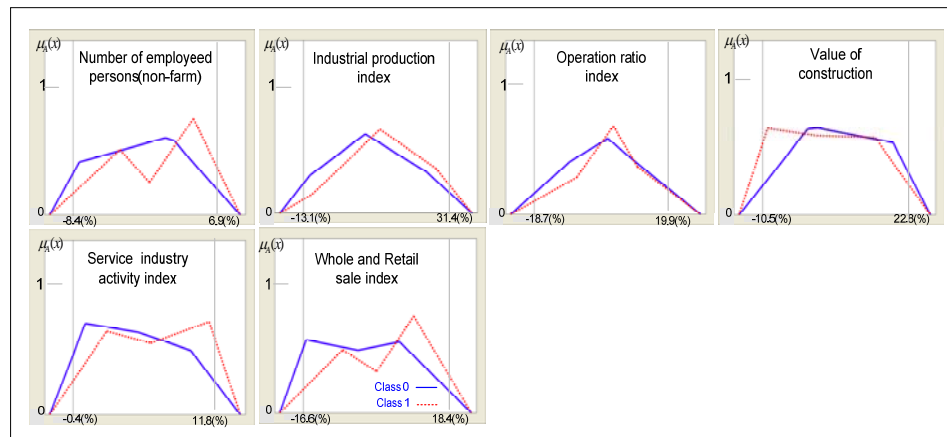 μA(x)
Number of employeed
persons(non-farm)
1
0
-8.4(%)
6.9(%)
Industrial production
index
1
0
-13.1(%)
31.4(%)
μA(x)
Operation ratio
index
1
0
-18.7(%)
19.9(%)
μA(x)
Value of
construction
1
0
-10.5(%)
22.3(%)
μA(x)
Service industry
activity index
1
0
-0.4(%)
11.8(%)
μA(x)
Whole and Retail
sale index
1
Class 0
Class 1
0
-16.6(%)
18.4(%)
μA(x)